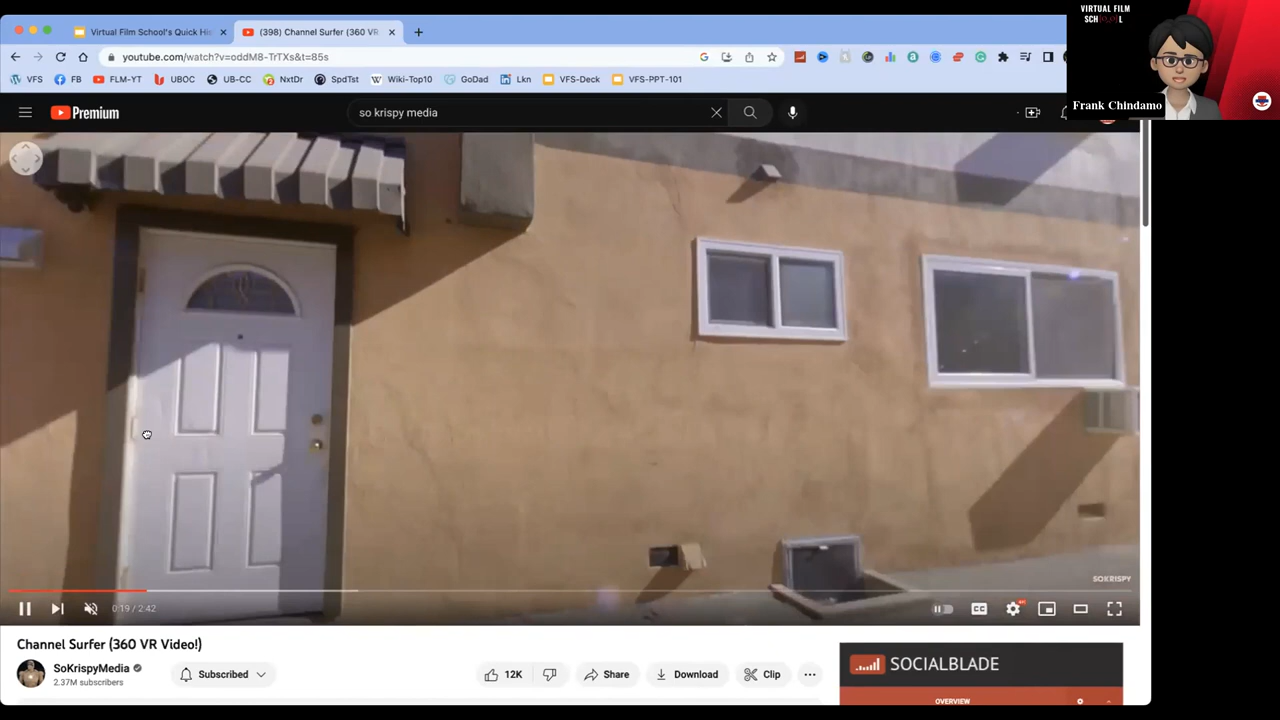 Virtual Film School's Quick Hi
(398) Channel Surfer (360 VR
VIRTUAL FILM
SCHOOL
Frank Chindamo
youtube.com/watch?v=oddM8-TrTXs&t=85s
VFS
FB
FLM-YT
UBOC
UB-CC
NxtDr
SpdTst
Wiki-Top10
GoDad
Lkn
VFS-Deck
VFS-PPT-101
Premium
so krispy media
SOKRISPY
0:19 / 2:42
CC
Channel Surfer (360 VR Video!)
SoKrispyMedia
2.37M subscribers
Subscribed
12K
Share
Download
Clip
SOCIALBLADE
OVERVIEW